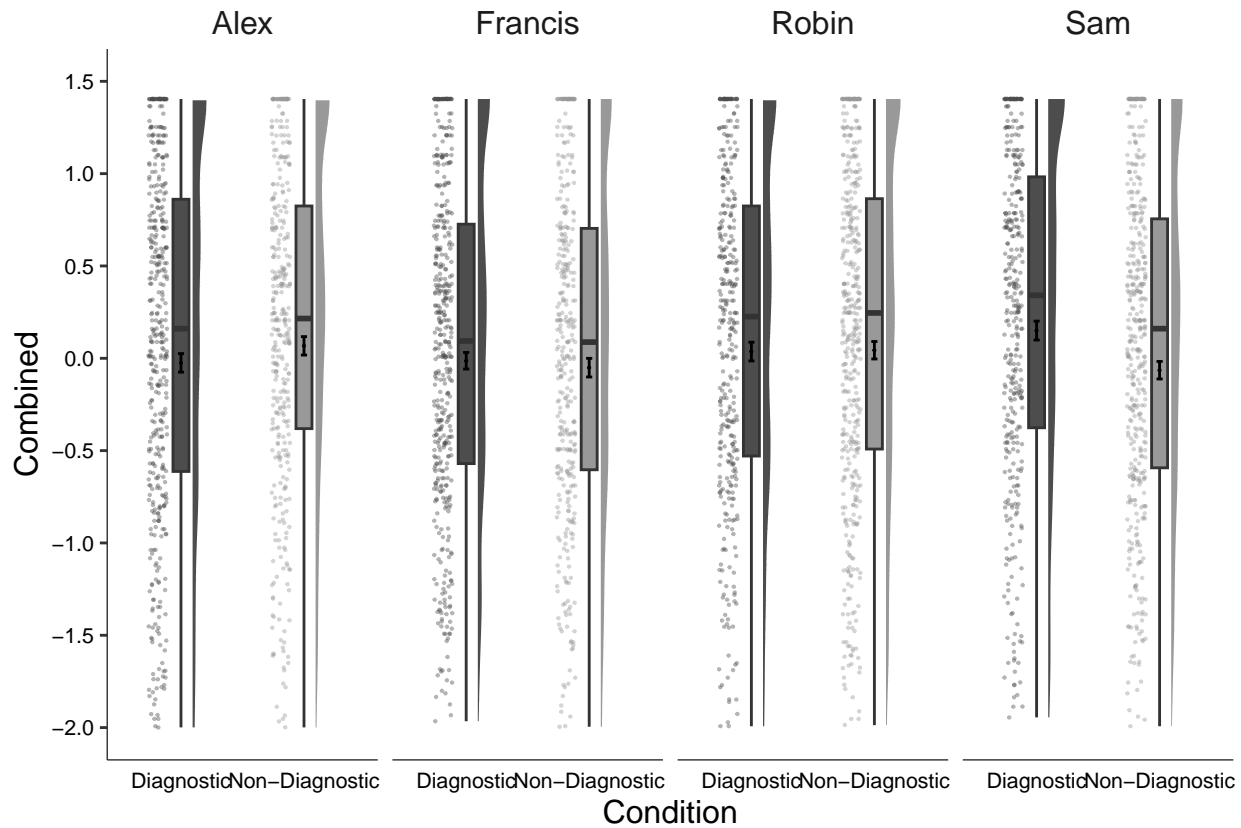 Alex Francis Robin Sam
1.5
1.0
0.5
0.0
−0.5
−1.0
−1.5
−2.0
Combined
Diagnostic Non−Diagnostic Diagnostic Non−Diagnostic Diagnostic Non−Diagnostic Diagnostic Non−Diagnostic
Condition